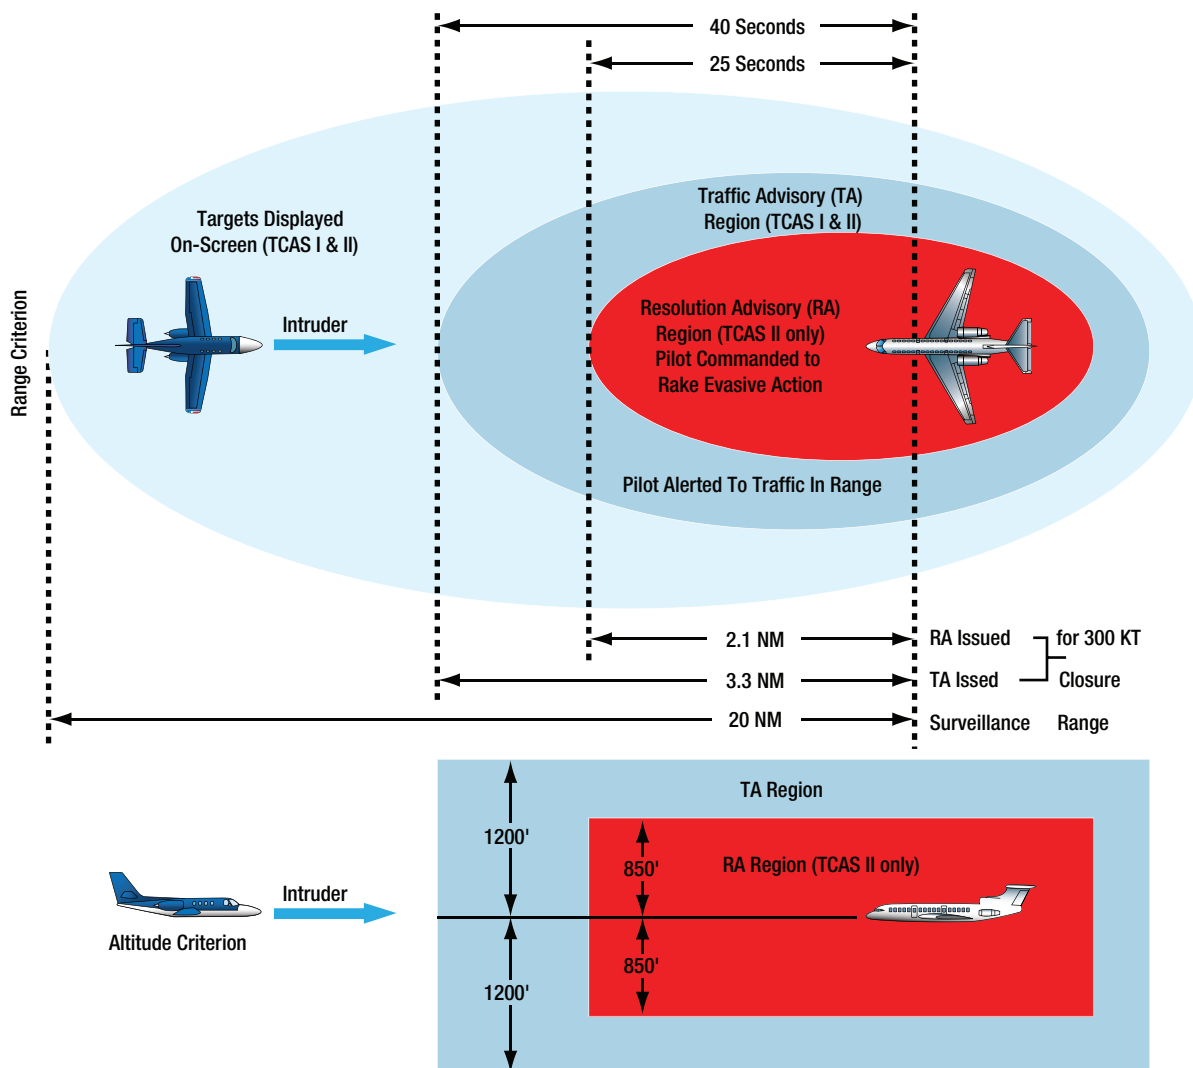 40 Seconds
25 Seconds
Traffic Advisory (TA)
Region (TCAS I & II)
Targets Displayed
On-Screen (TCAS I & II)
Range Criterion
Intruder
Resolution Advisory (RA)
Region (TCAS II only)
Pilot Commanded to
Rake Evasive Action
Pilot Alerted To Traffic In Range
2.1 NM
RA Issued
for 300 KT
3.3 NM
TA Issed
Closure
20 NM
Surveillance Range
TA Region
1200'
850'
RA Region (TCAS II only)
Intruder
Altitude Criterion
850'
1200'